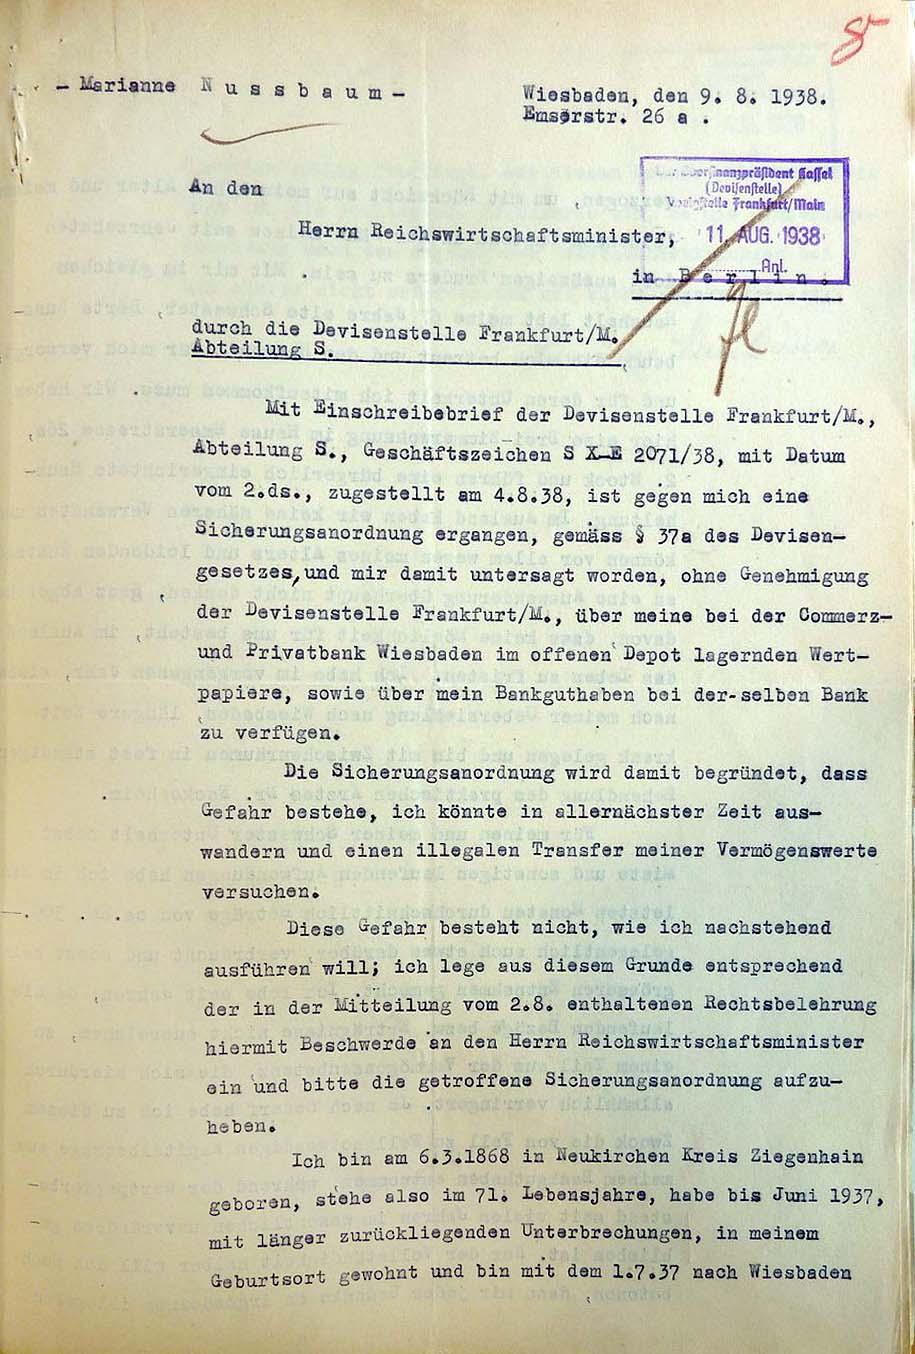 85
- Marianne Nussbaum -
Wiesbaden, den 9. 8. 1938.
Emserstr. 26 a .
Oberfinanzpräsident Kassel
(Devisenstelle)
Zweigstelle Frankfurt/Main
11. AUG. 1938
Anl.
An den
Herrn Reichswirtschaftsminister,
in Berlin.
durch die Devisenstelle Frankfurt/M.
Abteilung S.
Mit Einschreibebrief der Devisenstelle Frankfurt/M.,
Abteilung S., Geschäftszeichen S X-E 2071/38, mit Datum
vom 2.ds., zugestellt am 4.8.38, ist gegen mich eine
Sicherungsanordnung ergangen, gemäss § 37a des Devisen-
gesetzes, und mir damit untersagt worden, ohne Genehmigung
der Devisenstelle Frankfurt/M., über meine bei der Commerz-
und Privatbank Wiesbaden im offenen Depot lagernden Wert-
papiere, sowie über mein Bankguthaben bei der-selben Bank
zu verfügen.
Die Sicherungsanordnung wird damit begründet, dass
Gefahr bestehe, ich könnte in allernächster Zeit aus-
wandern und einen illegalen Transfer meiner Vermögenswerte
versuchen.
Diese Gefahr besteht nicht, wie ich nachstehend
ausführen will; ich lege aus diesem Grunde entsprechend
der in der Mitteilung vom 2.8. enthaltenen Rechtsbelehrung
hiermit Beschwerde an den Herrn Reichswirtschaftsminister
ein und bitte die getroffene Sicherungsanordnung aufzu-
heben.
Ich bin am 6.3.1868 in Neukirchen Kreis Ziegenhain
geboren, stehe also im 71. Lebensjahre, habe bis Juni 1937,
mit länger zurückliegenden Unterbrechungen, in meinem
Geburtsort gewohnt und bin mit dem 1.7.37 nach Wiesbaden